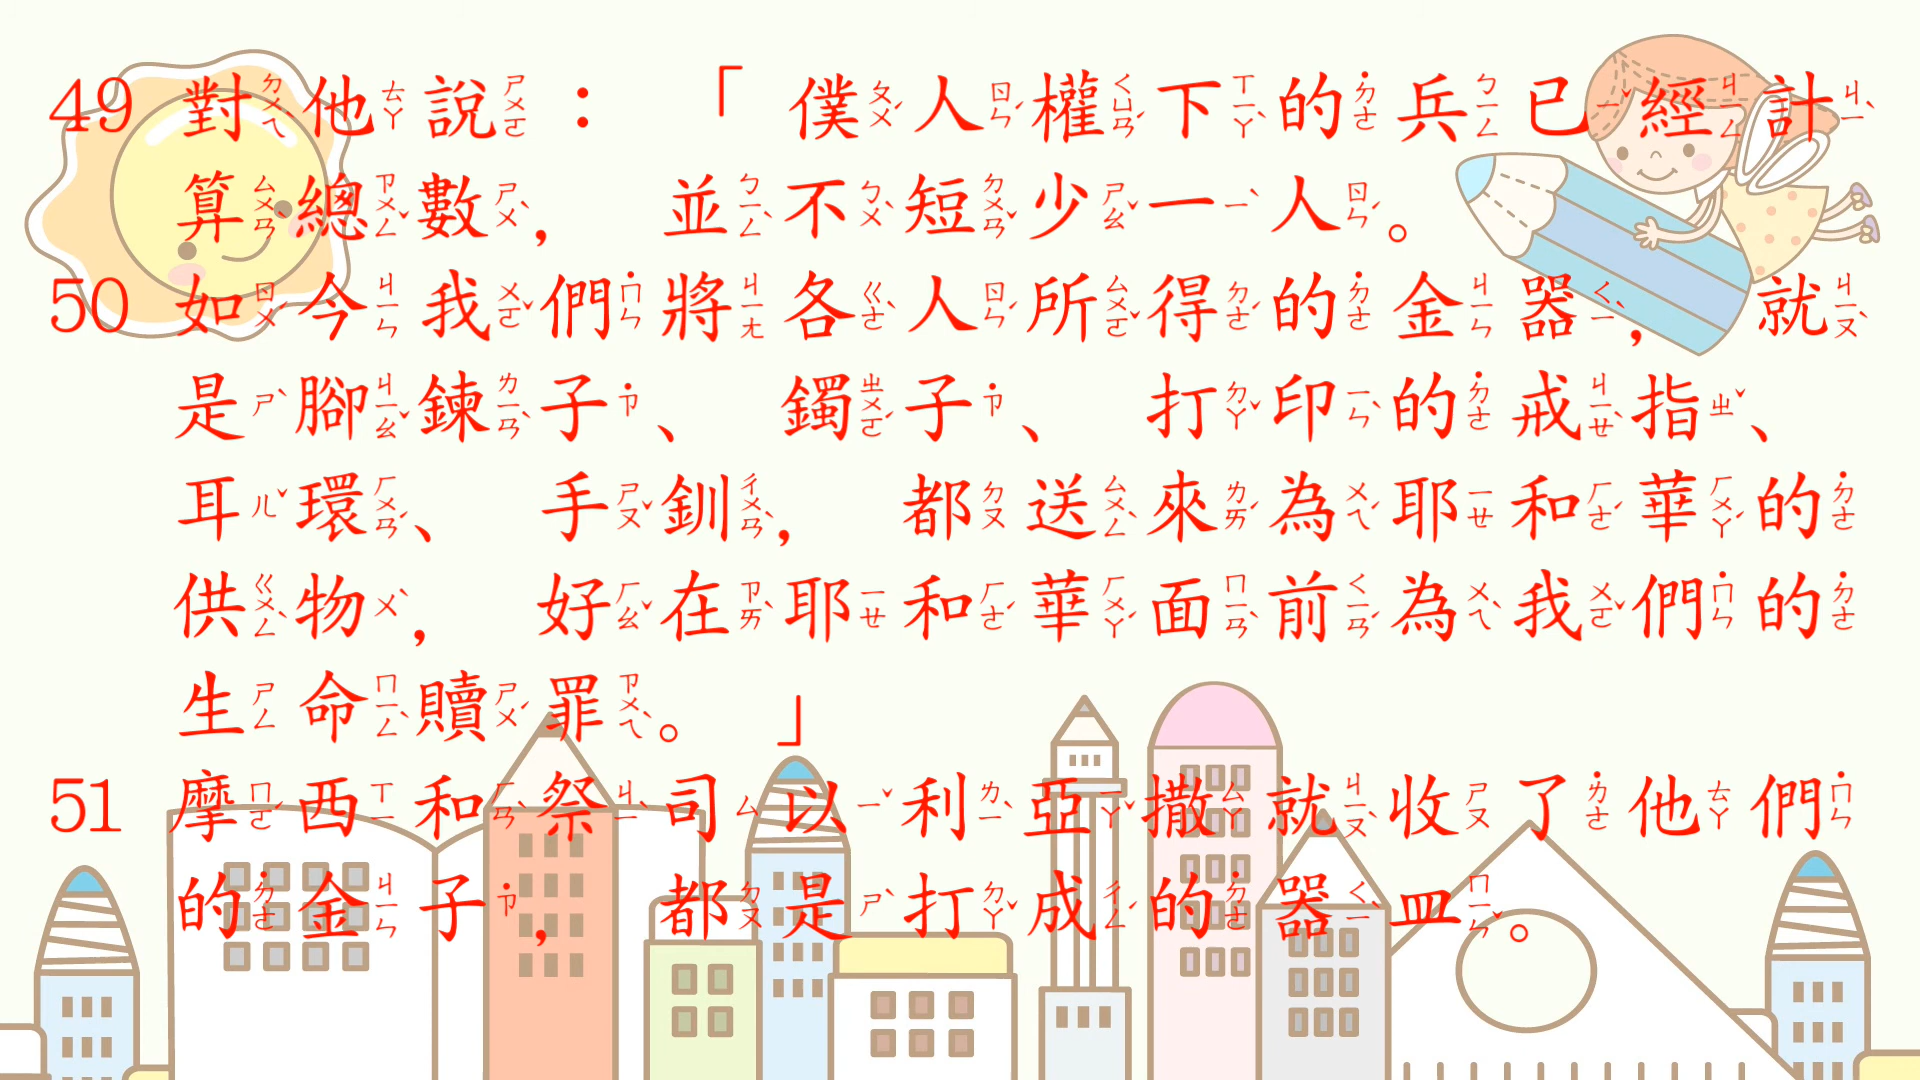 49 對他說：「僕人權下的兵已經計
算總數，並不短少一人。
50 如今我們將各人所得的金器，就
是腳鍊子、鐲子、打印的戒指、
耳環、手釧，都送來為耶和華的
供物，好在耶和華面前為我們的
生命贖罪。」
51 摩西和祭司以利亞撒就收了他們
的金子，都是打成的器皿。